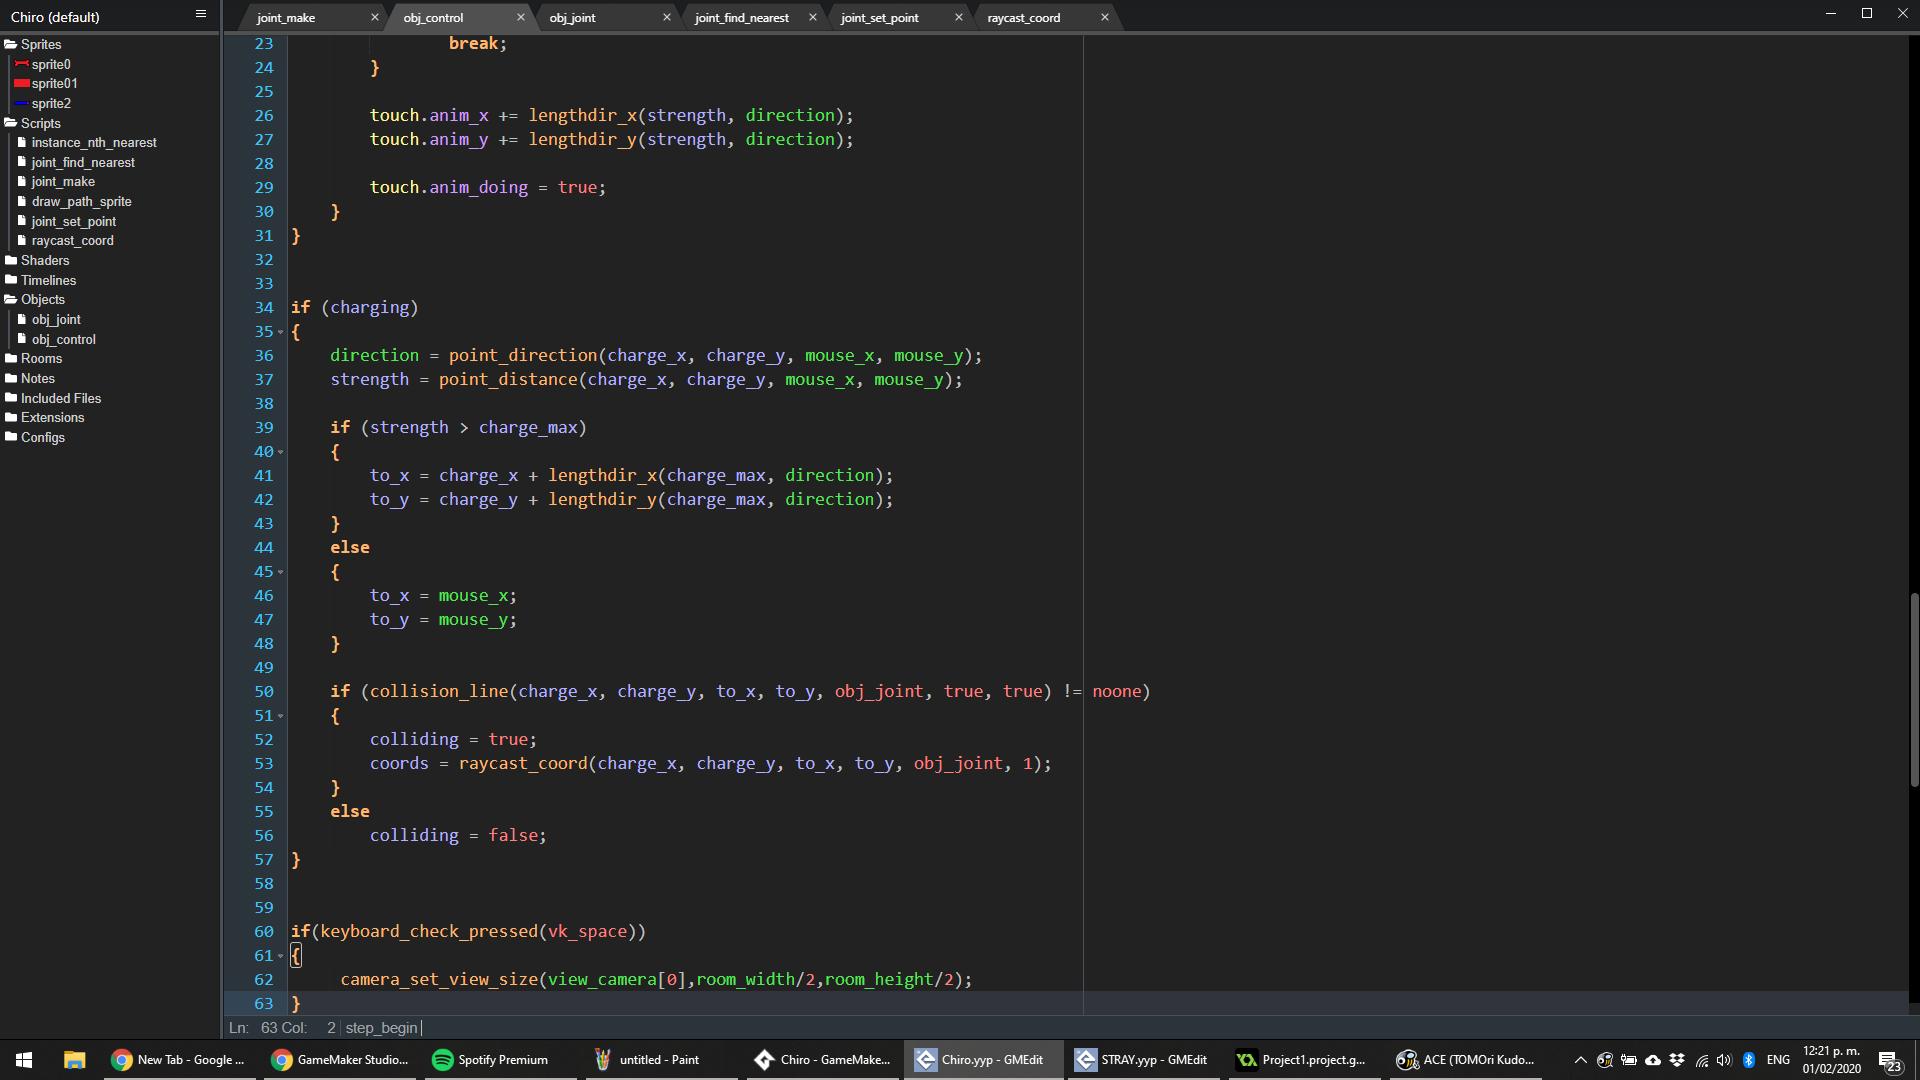 Chiro (default)
joint_make
obj_control
obj_joint
joint_find_nearest
joint_set_point
raycast_coord
Sprites
sprite0
sprite01
sprite2
Scripts
instance_nth_nearest
joint_find_nearest
joint_make
draw_path_sprite
joint_set_point
raycast_coord
Shaders
Timelines
Objects
obj_joint
obj_control
Rooms
Notes
Included Files
Extensions
Configs
23 break;
24 }
25
26 touch.anim_x += lengthdir_x(strength, direction);
27 touch.anim_y += lengthdir_y(strength, direction);
28
29 touch.anim_doing = true;
30 }
31 }
32
33
34 if (charging)
35 {
36 direction = point_direction(charge_x, charge_y, mouse_x, mouse_y);
37 strength = point_distance(charge_x, charge_y, mouse_x, mouse_y);
38
39 if (strength > charge_max)
40 {
41 to_x = charge_x + lengthdir_x(charge_max, direction);
42 to_y = charge_y + lengthdir_y(charge_max, direction);
43 }
44 else
45 {
46 to_x = mouse_x;
47 to_y = mouse_y;
48 }
49
50 if (collision_line(charge_x, charge_y, to_x, to_y, obj_joint, true, true) != noone)
51 {
52 colliding = true;
53 coords = raycast_coord(charge_x, charge_y, to_x, to_y, obj_joint, 1);
54 }
55 else
56 colliding = false;
57 }
58
59
60 if(keyboard_check_pressed(vk_space))
61 {
62 camera_set_view_size(view_camera[0],room_width/2,room_height/2);
63 }
Ln: 63 Col: 2 step_begin
New Tab - Google ...
GameMaker Studio...
Spotify Premium
untitled - Paint
Chiro - GameMake...
Chiro.yyp - GMEdit
STRAY.yyp - GMEdit
Project1.project.g...
ACE (TOMOri Kudo...
ENG
12:21 p. m.
01/02/2020
23